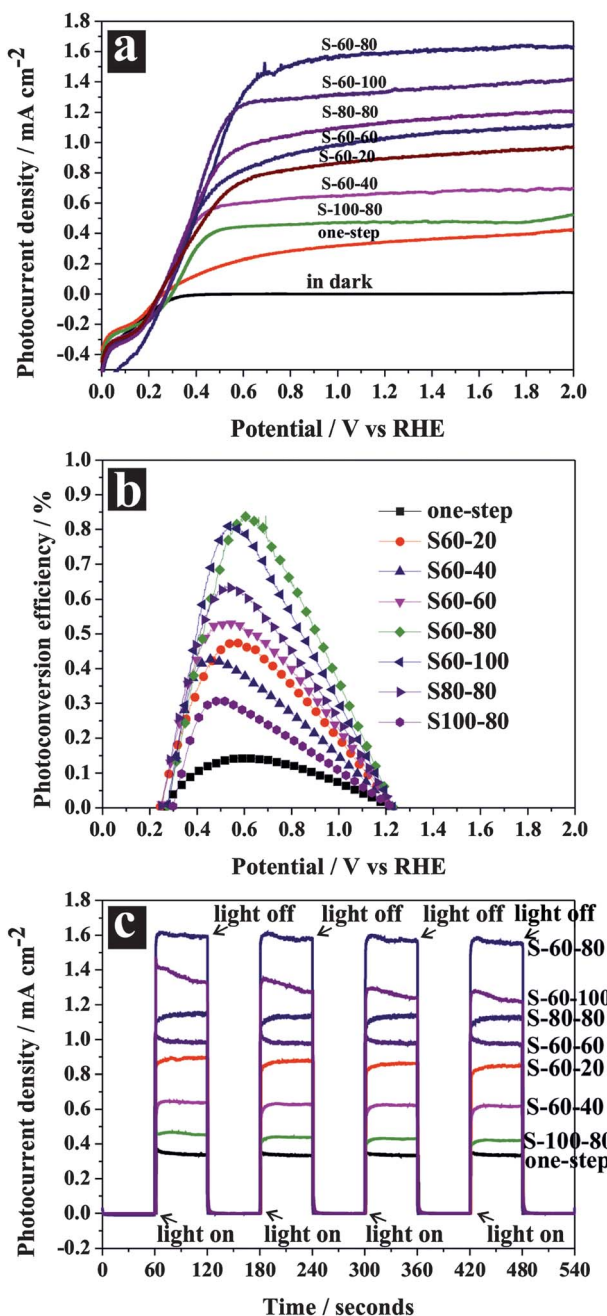 a
1.8
1.6
1.4
1.2
1.0
0.8
0.6
0.4
0.2
0.0
-0.2
-0.4
Photocurrent density / mA cm⁻²
S-60-80
S-60-100
S-80-80
S-60-60
S-60-20
S-60-40
S-100-80
one-step
in dark
0.0 0.2 0.4 0.6 0.8 1.0 1.2 1.4 1.6 1.8 2.0
Potential / V vs RHE
b
1.0
0.9
0.8
0.7
0.6
0.5
0.4
0.3
0.2
0.1
0.0
Photoconversion efficiency / %
one-step
S60-20
S60-40
S60-60
S60-80
S60-100
S80-80
S100-80
0.0 0.2 0.4 0.6 0.8 1.0 1.2 1.4 1.6 1.8 2.0
Potential / V vs RHE
c
1.8
1.6
1.4
1.2
1.0
0.8
0.6
0.4
0.2
0.0
-0.2
Photocurrent density / mA cm⁻²
light off light off light off light off
S-60-80
S-60-100
S-80-80
S-60-60
S-60-20
S-60-40
S-100-80
one-step
light on light on light on light on
0 60 120 180 240 300 360 420 480 540
Time / seconds